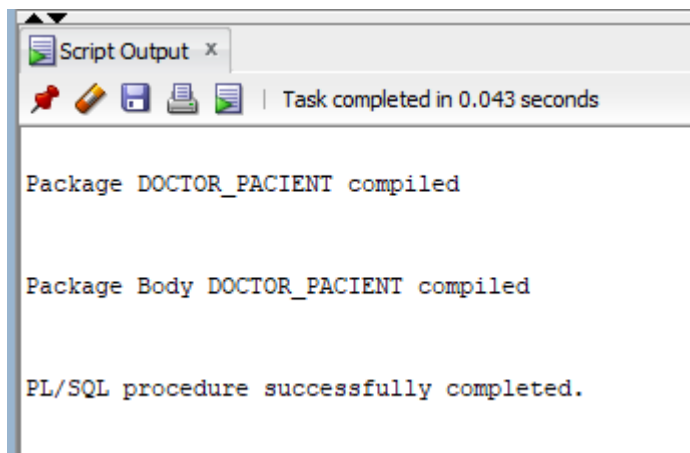 Script Output x
Task completed in 0.043 seconds
Package DOCTOR_PACIENT compiled
Package Body DOCTOR_PACIENT compiled
PL/SQL procedure successfully completed.